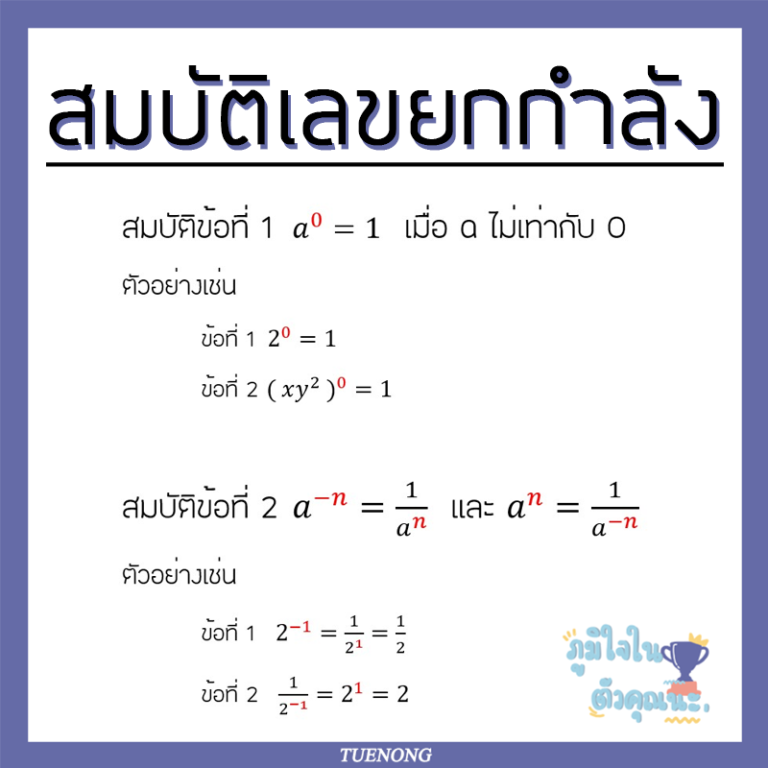 สมบัติเลขยกกำลัง
สมบัติข้อที่ 1 a⁰ = 1 เมื่อ a ไม่เท่ากับ 0
ตัวอย่างเช่น
ข้อที่ 1 2⁰ = 1
ข้อที่ 2 ( xy² )⁰ = 1
สมบัติข้อที่ 2 a⁻ⁿ = 1/aⁿ และ aⁿ = 1/a⁻ⁿ
ตัวอย่างเช่น
ข้อที่ 1 2⁻¹ = 1/2¹ = 1/2
ข้อที่ 2 1/2⁻¹ = 2¹ = 2
ภูมิใจใน
ตัวคุณนะ.
TUENONG